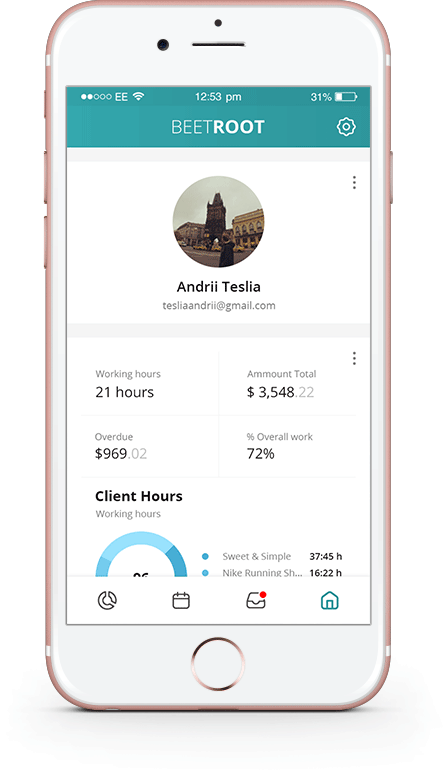 EE 12:53 pm 31%
BEETROOT
Andrii Teslia
tesliaandrii@gmail.com
Working hours
21 hours
Ammount Total
$ 3,548.22
Overdue
$969.02
% Overall work
72%
Client Hours
Working hours
Sweet & Simple 37:45 h
Nike Running Sh... 16:22 h